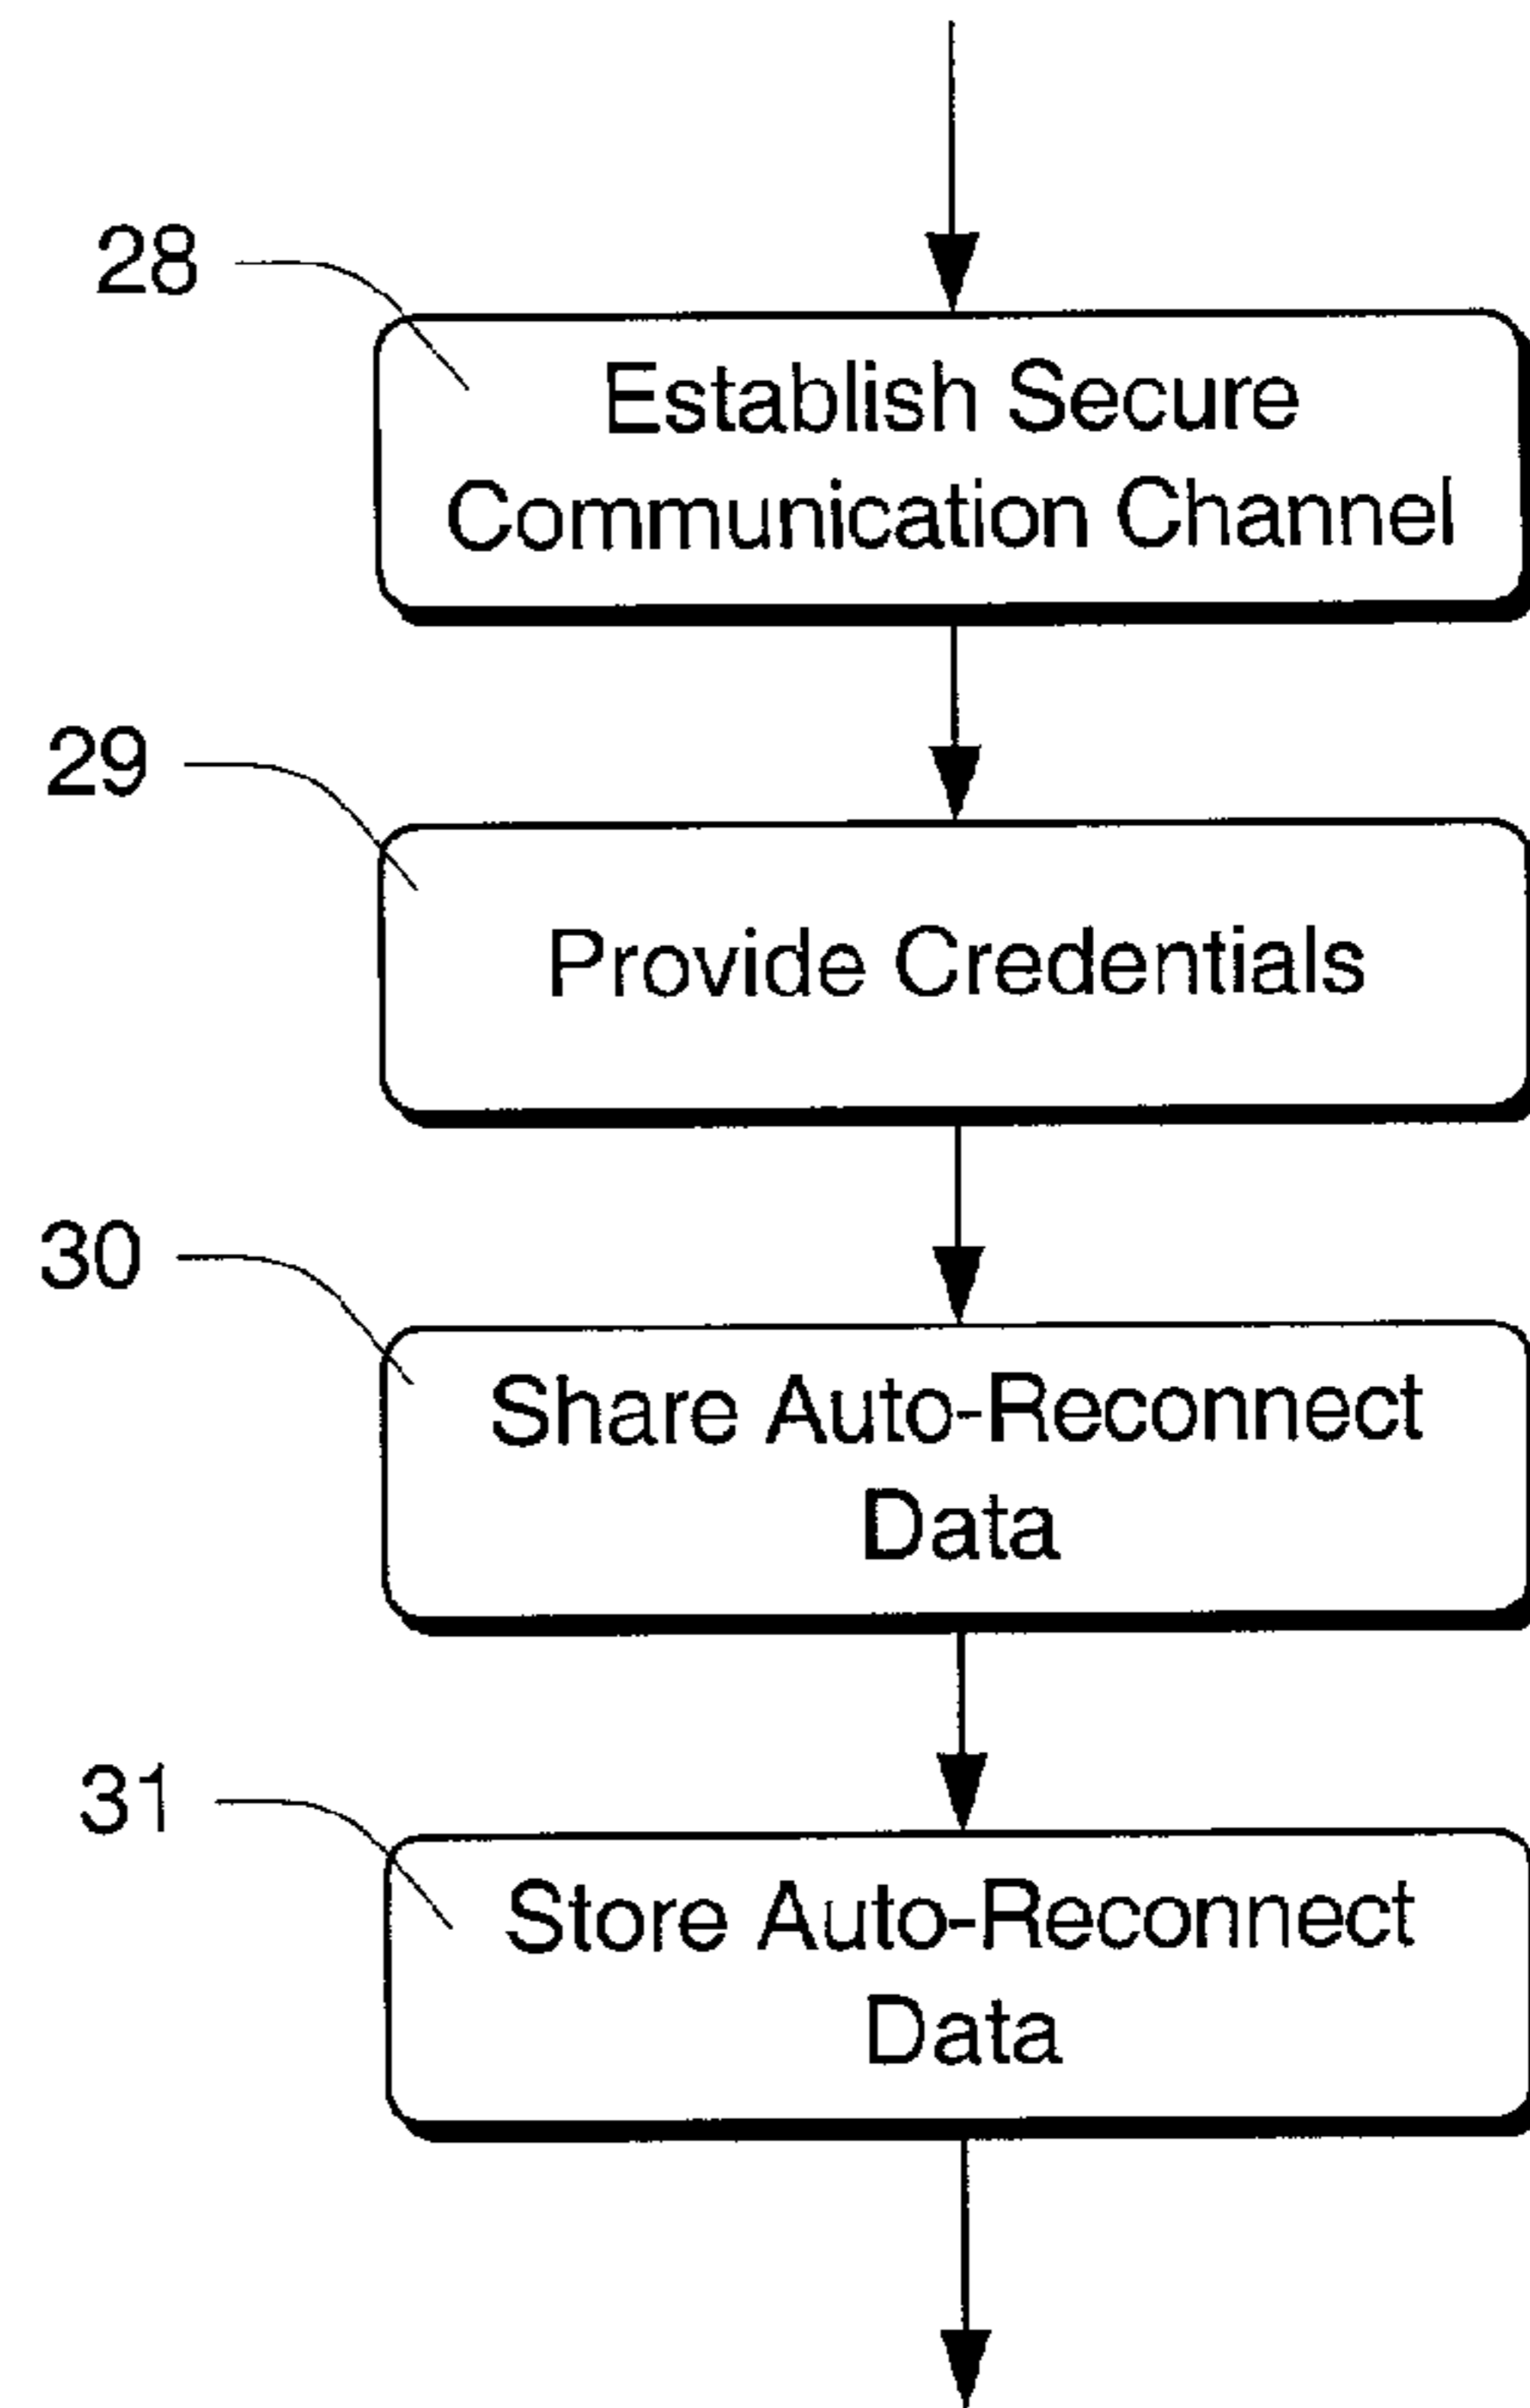 28
Establish Secure
Communication Channel
29
Provide Credentials
30
Share Auto-Reconnect
Data
31
Store Auto-Reconnect
Data